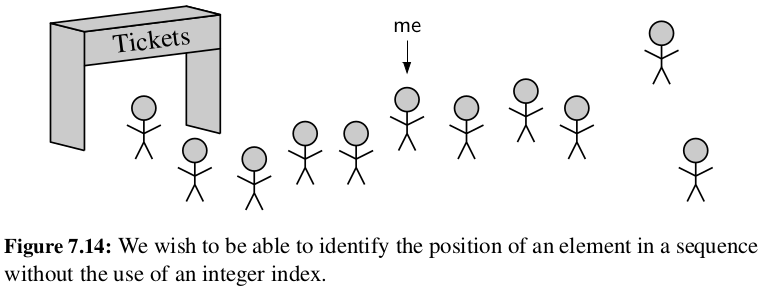 Tickets
me
Figure 7.14: We wish to be able to identify the position of an element in a sequence
without the use of an integer index.